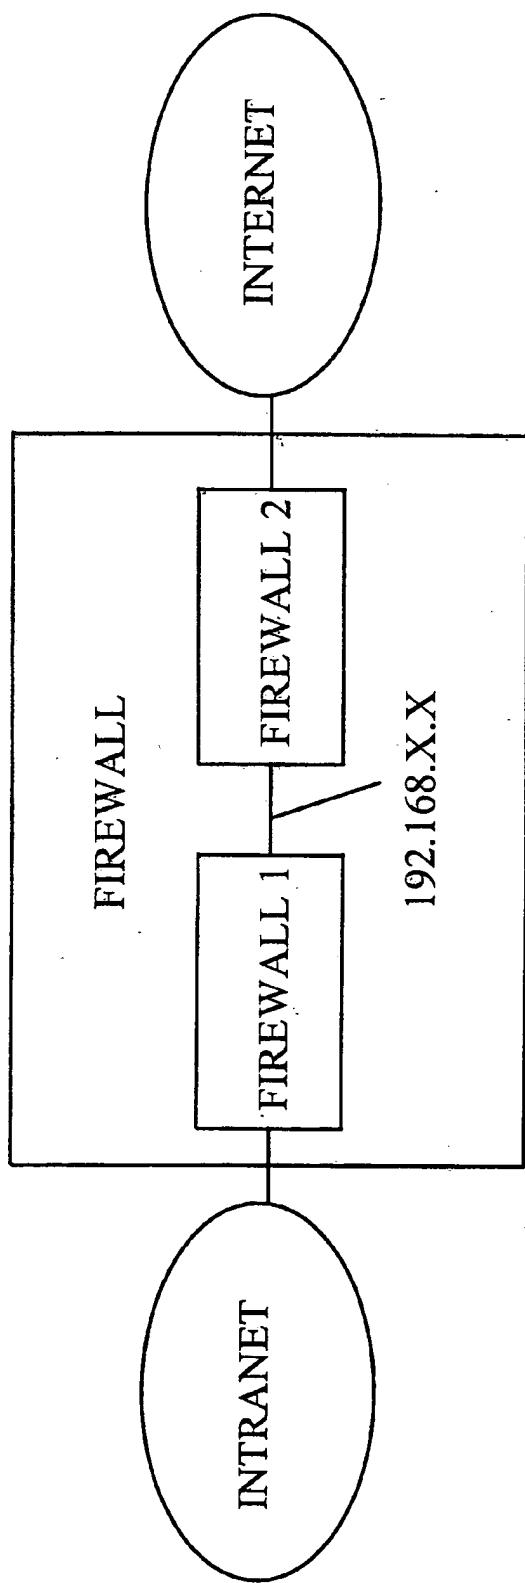 FIREWALL
INTRANET
FIREWALL 1
FIREWALL 2
INTERNET
192.168.X.X